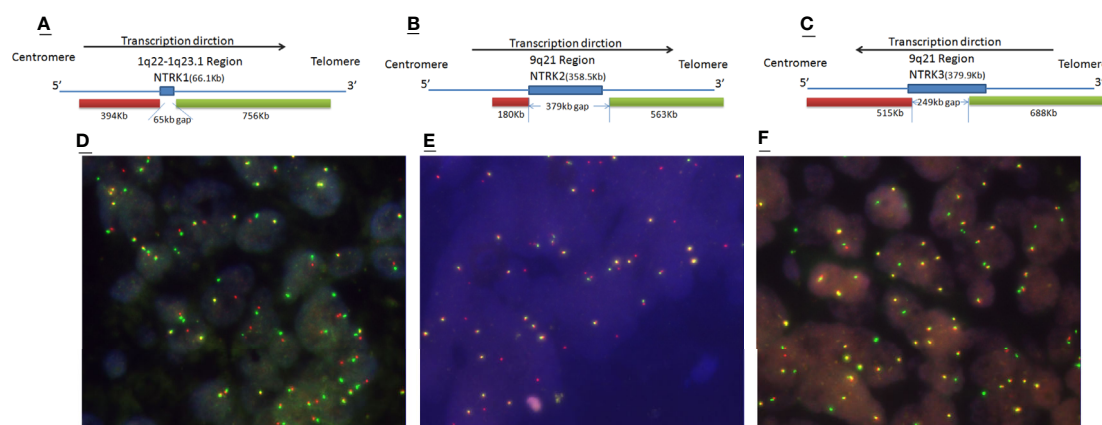 A
Transcription dirction
Centromere
1q22-1q23.1 Region
Telomere
5’
NTRK1(66.1Kb)
3’
394Kb
65kb gap
756Kb
B
Transcription dirction
Centromere
9q21 Region
Telomere
5’
NTRK2(358.5Kb)
3’
180Kb
379kb gap
563Kb
C
Transcription dirction
Centromere
9q21 Region
Telomere
5’
NTRK3(379.9Kb)
3’
515Kb
249kb gap
688Kb
D
E
F